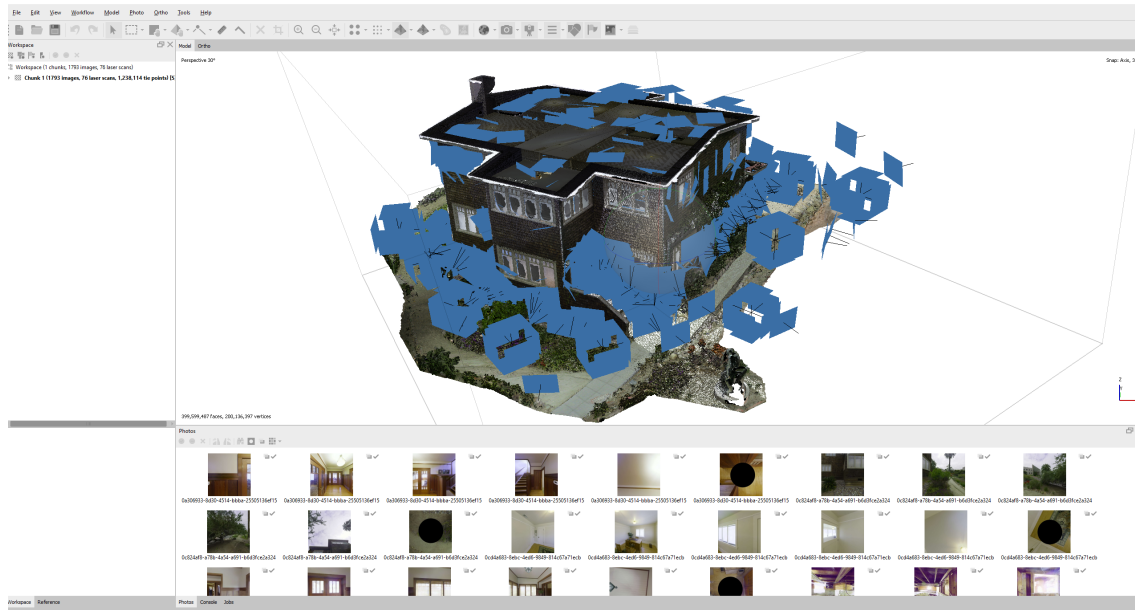 File Edit View Workflow Model Photo Ortho Tools Help
Workspace
Model Ortho
Workspace (1 chunks, 1793 images, 76 laser scans)
Chunk 1 (1793 images, 76 laser scans, 1,238,114 tie points) [S
Perspective 30°
Snap: Axis, 3
Z
399,599,467 faces, 200,136,397 vertices
Photos
0a306933-8d30-4514-bbba-25505136ef15 0a306933-8d30-4514-bbba-25505136ef15 0a306933-8d30-4514-bbba-25505136ef15 0a306933-8d30-4514-bbba-25505136ef15 0a306933-8d30-4514-bbba-25505136ef15 0a306933-8d30-4514-bbba-25505136ef15 0c824af8-a78b-4a54-a691-b6d3fce2a324 0c824af8-a78b-4a54-a691-b6d3fce2a324 0c824af8-a78b-4a54-a691-b6d3fce2a324
0c824af8-a78b-4a54-a691-b6d3fce2a324 0c824af8-a78b-4a54-a691-b6d3fce2a324 0c824af8-a78b-4a54-a691-b6d3fce2a324 0cd4a683-8ebc-4ed6-9849-814c67a71ecb 0cd4a683-8ebc-4ed6-9849-814c67a71ecb 0cd4a683-8ebc-4ed6-9849-814c67a71ecb 0cd4a683-8ebc-4ed6-9849-814c67a71ecb 0cd4a683-8ebc-4ed6-9849-814c67a71ecb 0cd4a683-8ebc-4ed6-9849-814c67a71ecb
Workspace Reference
Photos Console Jobs